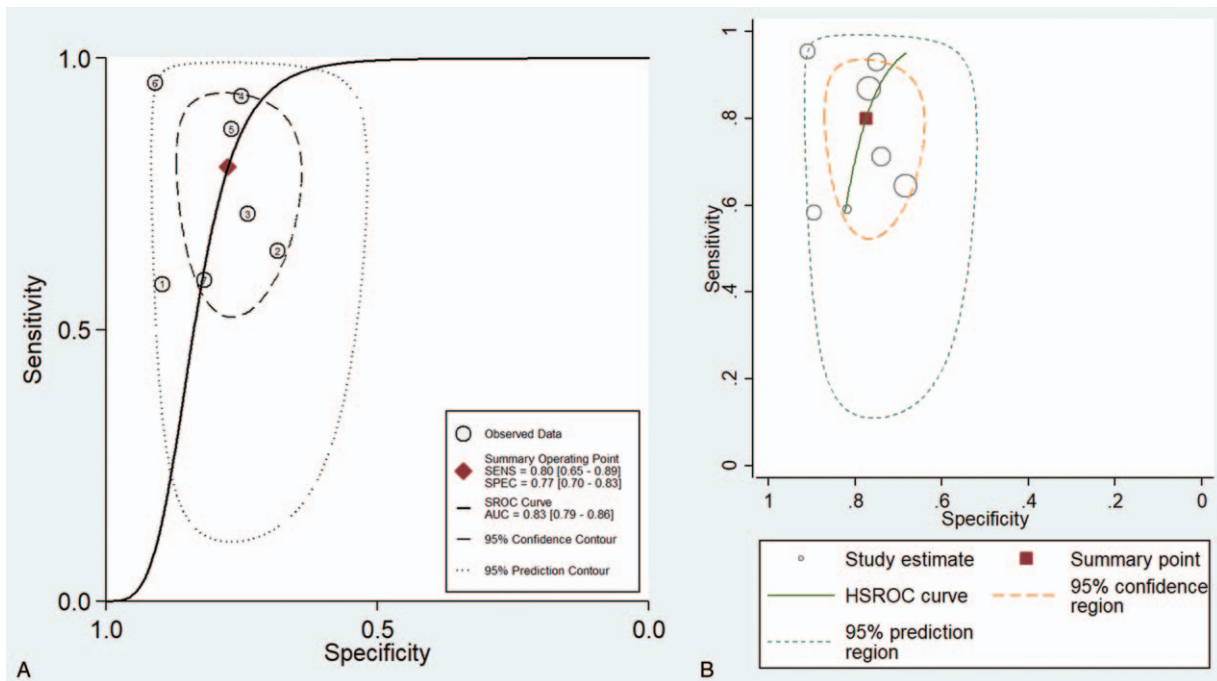 1.0
6
4
5
3
2
1
7
0.5
Sensitivity
Observed Data
Summary Operating Point
SENS = 0.80 [0.65 - 0.89]
SPEC = 0.77 [0.70 - 0.83]
SROC Curve
AUC = 0.83 [0.79 - 0.86]
95% Confidence Contour
95% Prediction Contour
0.0
1.0 0.5 0.0
Specificity
A
1
.8
.6
.4
.2
0
Sensitivity
1 .8 .6 .4 .2 0
Specificity
Study estimate Summary point
HSROC curve 95% confidence
region
95% prediction
region
B